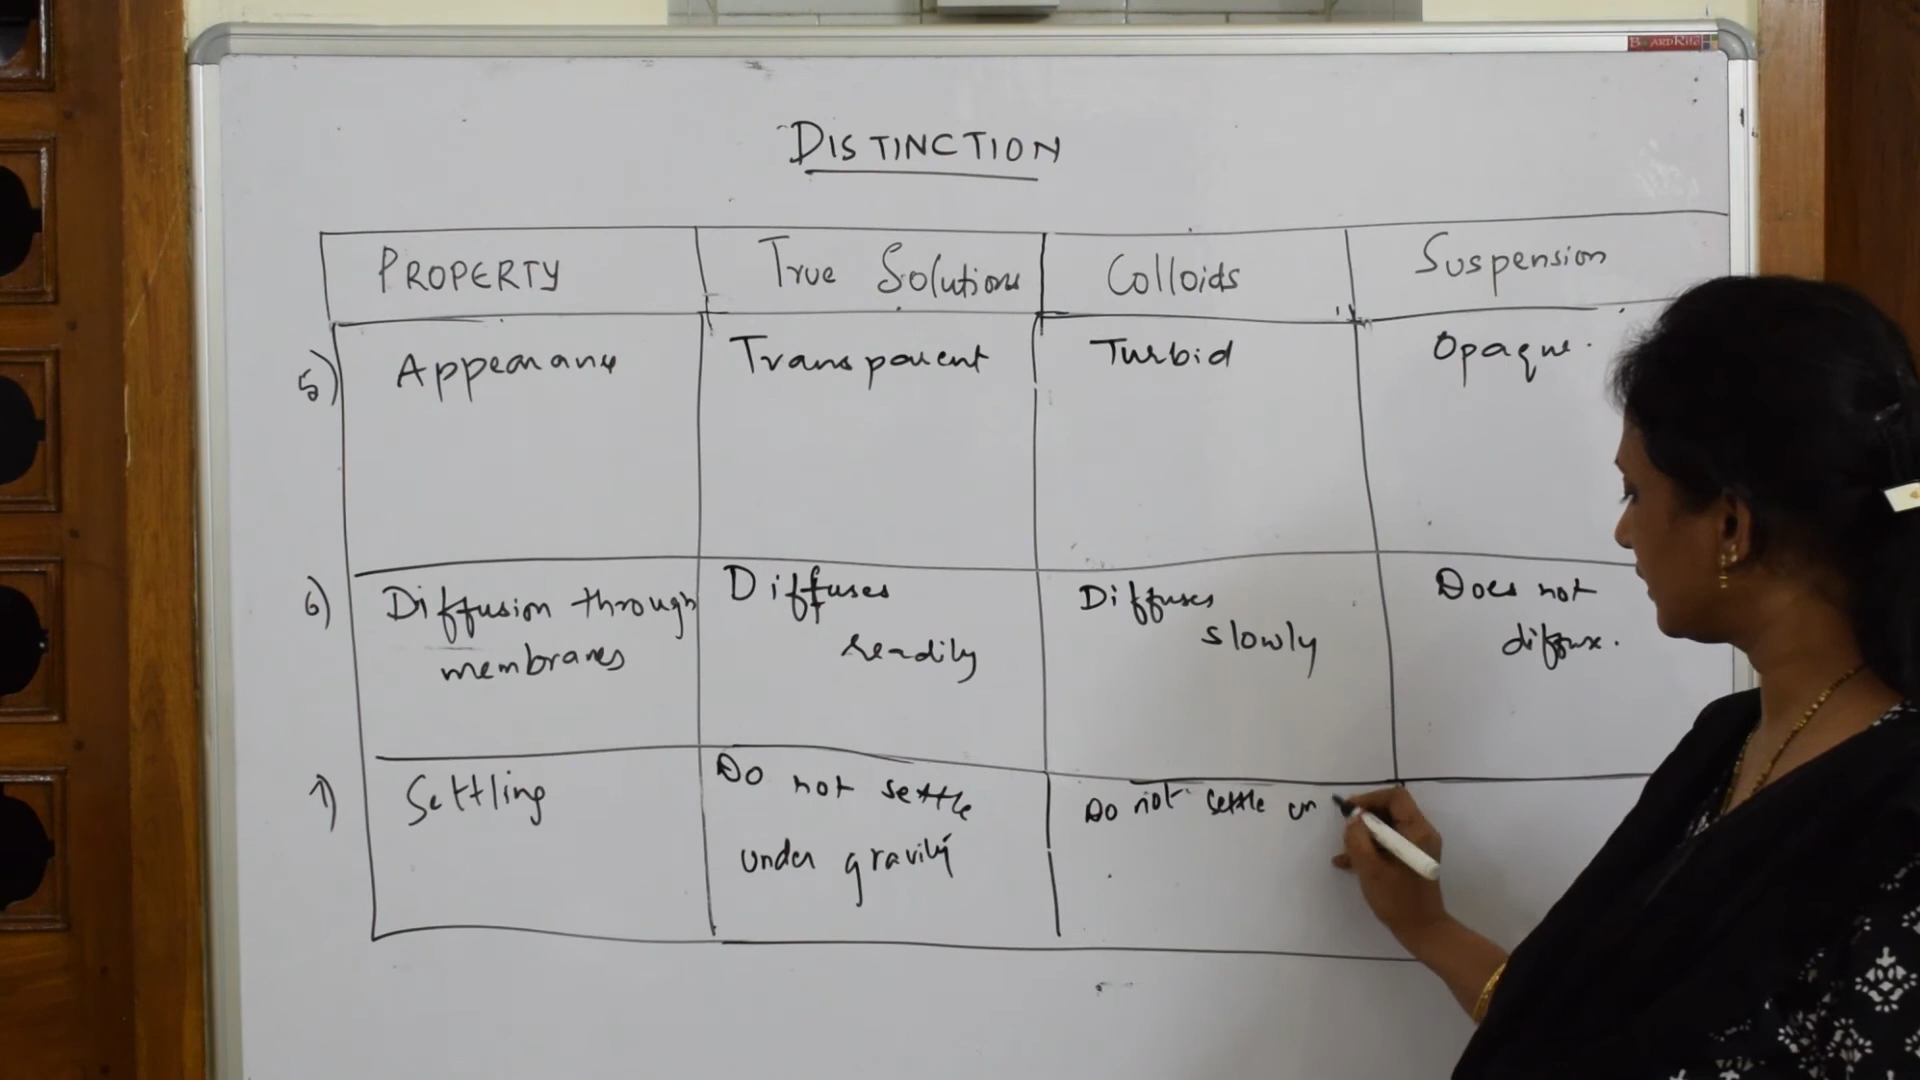 BOARDRITE
DISTINCTION
PROPERTY
True Solutions
Colloids
Suspension
5)
Appearance
Transparent
Turbid
Opaque.
6)
Diffusion through
membranes
Diffuses
readily
Diffuses
slowly
Does not
diffuse.
7)
Settling
Do not settle
under gravity
Do not settle un